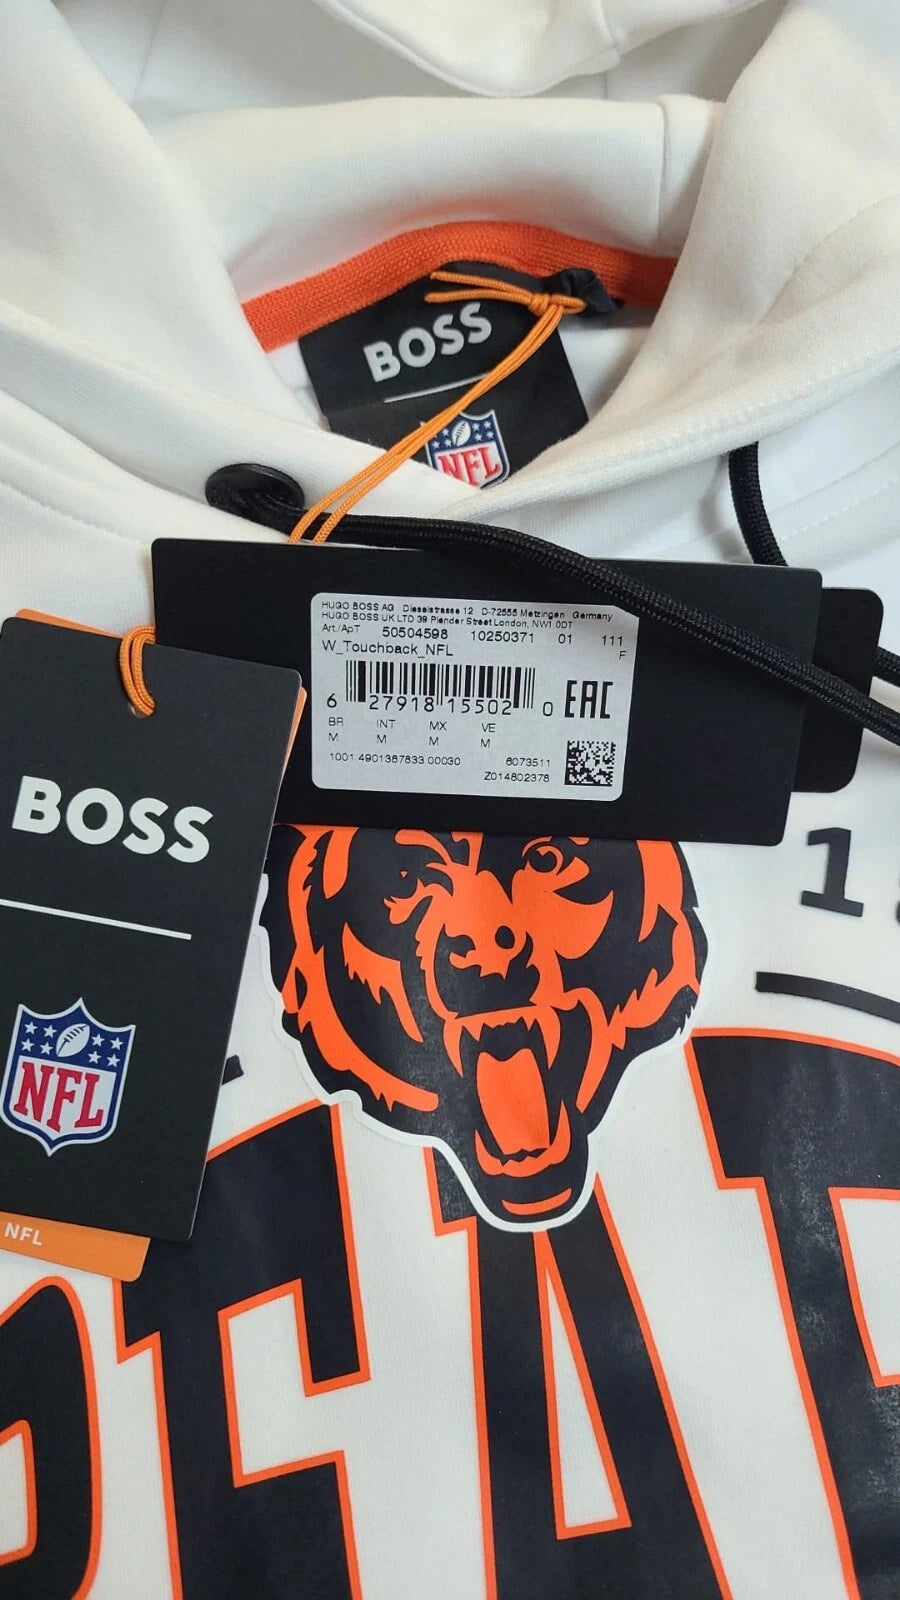 BOSS
NFL
HUGO BOSS AG Dieselstrasse 12 D-72555 Metzingen Germany
HUGO BOSS UK LTD 39 Plender Street London, NW1 0DT
Art./ApT 50504598 10250371 01 111
F
W_Touchback_NFL
6 27918 15502 0 EAC
BR INT MX VE
M M M M
1001 4901387833 00030 6073511
Z014802378
BOSS
NFL
NFL
1
BEAR